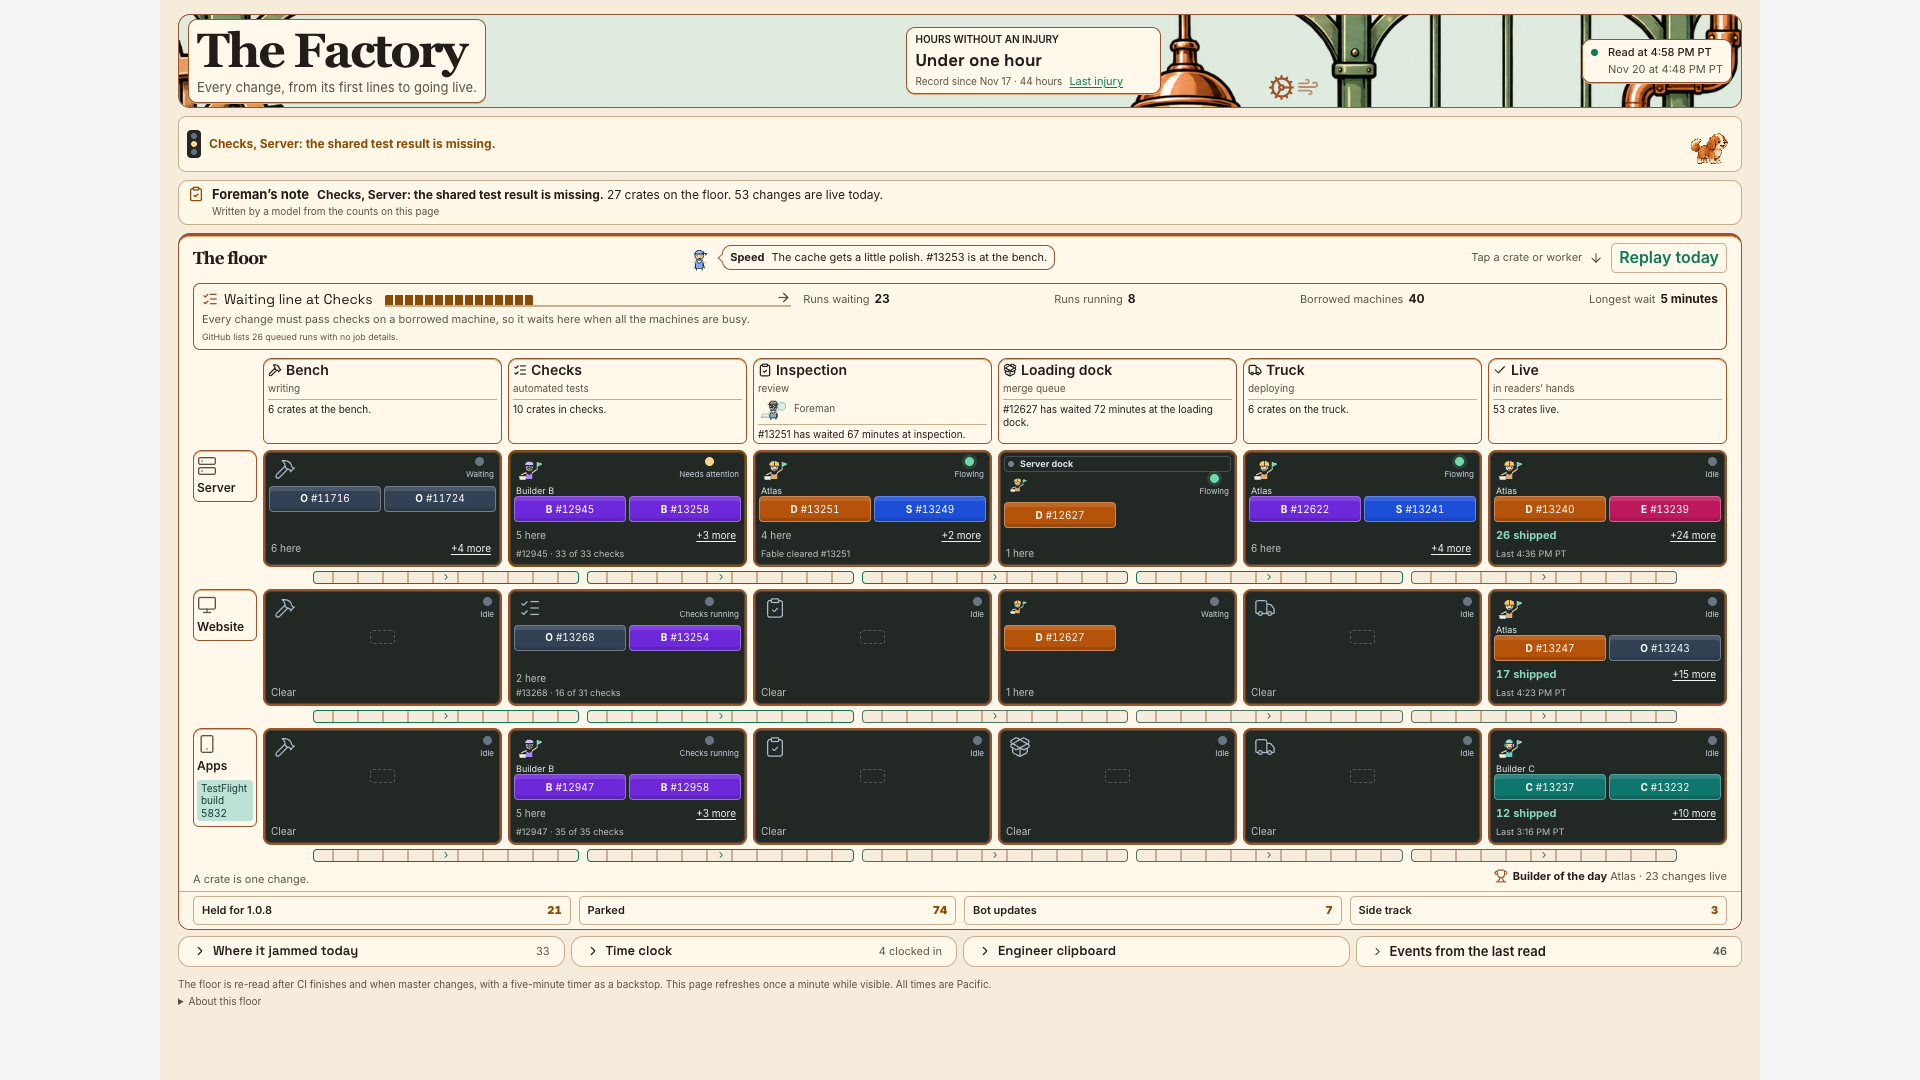 The Factory
Every change, from its first lines to going live.
HOURS WITHOUT AN INJURY
Under one hour
Record since Nov 17 · 44 hours Last injury
Read at 4:58 PM PT
Nov 20 at 4:48 PM PT
Checks, Server: the shared test result is missing.
Foreman’s note Checks, Server: the shared test result is missing. 27 crates on the floor. 53 changes are live today.
Written by a model from the counts on this page
The floor
Speed The cache gets a little polish. #13253 is at the bench.
Tap a crate or worker
Replay today
Waiting line at Checks
Runs waiting 23
Runs running 8
Borrowed machines 40
Longest wait 5 minutes
Every change must pass checks on a borrowed machine, so it waits here when all the machines are busy.
GitHub lists 26 queued runs with no job details.
Bench
writing
6 crates at the bench.
Checks
automated tests
10 crates in checks.
Inspection
review
Foreman
#13251 has waited 67 minutes at inspection.
Loading dock
merge queue
#12627 has waited 72 minutes at the loading
dock.
Truck
deploying
6 crates on the truck.
Live
in readers’ hands
53 crates live.
Server
Waiting
O #11716 O #11724
6 here +4 more
Needs attention
Builder B
B #12945 B #13258
5 here +3 more
#12945 · 33 of 33 checks
Flowing
Atlas
D #13251 S #13249
4 here +2 more
Fable cleared #13251
Server dock
Flowing
D #12627
1 here
Flowing
Atlas
B #12622 S #13241
6 here +4 more
Idle
Atlas
D #13240 E #13239
26 shipped +24 more
Last 4:36 PM PT
Website
Idle
Clear
Checks running
O #13268 B #13254
2 here
#13268 · 16 of 31 checks
Idle
Clear
Waiting
D #12627
1 here
Idle
Clear
Idle
Atlas
D #13247 O #13243
17 shipped +15 more
Last 4:23 PM PT
Apps
TestFlight
build
5832
Idle
Clear
Checks running
Builder B
B #12947 B #12958
5 here +3 more
#12947 · 35 of 35 checks
Idle
Clear
Idle
Clear
Idle
Clear
Idle
Builder C
C #13237 C #13232
12 shipped +10 more
Last 3:16 PM PT
A crate is one change.
Builder of the day Atlas · 23 changes live
Held for 1.0.8 21
Parked 74
Bot updates 7
Side track 3
Where it jammed today 33
Time clock 4 clocked in
Engineer clipboard
Events from the last read 46
The floor is re-read after CI finishes and when master changes, with a five-minute timer as a backstop. This page refreshes once a minute while visible. All times are Pacific.
About this floor